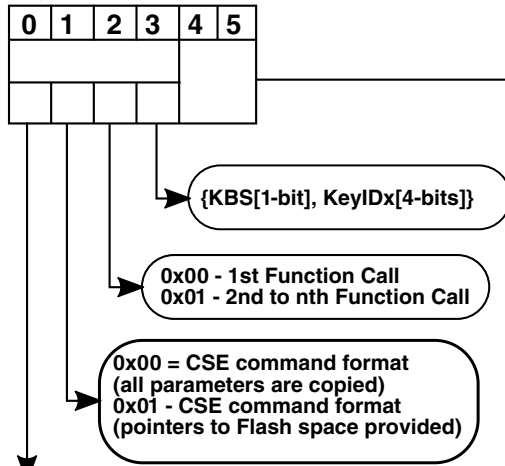 0 1 2 3 4 5
{KBS[1-bit], KeyIDx[4-bits]}
0x00 - 1st Function Call
0x01 - 2nd to nth Function Call
0x00 = CSE command format
(all parameters are copied)
0x01 - CSE command format
(pointers to Flash space provided)